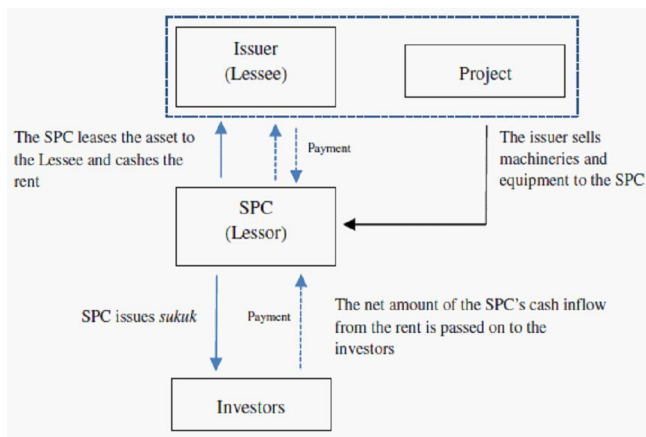 Issuer
(Lessee)
Project
The SPC leases the asset to
the Lessee and cashes the
rent
Payment
The issuer sells
machineries and
equipment to the SPC
SPC
(Lessor)
SPC issues sukuk
Payment
The net amount of the SPC's cash inflow
from the rent is passed on to the
investors
Investors